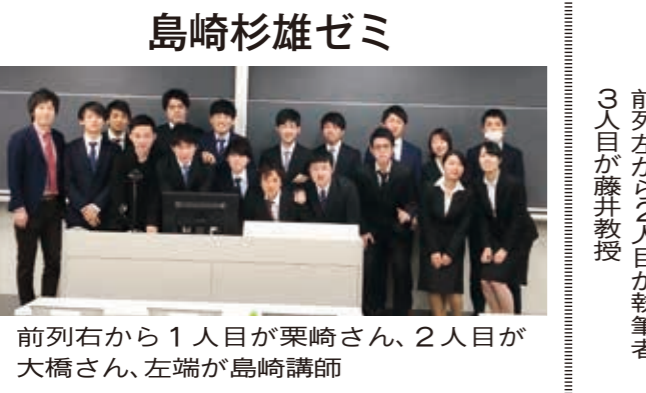 島崎杉雄ゼミ
前列右から1人目が栗崎さん、2人目が
大橋さん、左端が島崎講師
前列左から2人目が執筆者
3人目が藤井教授